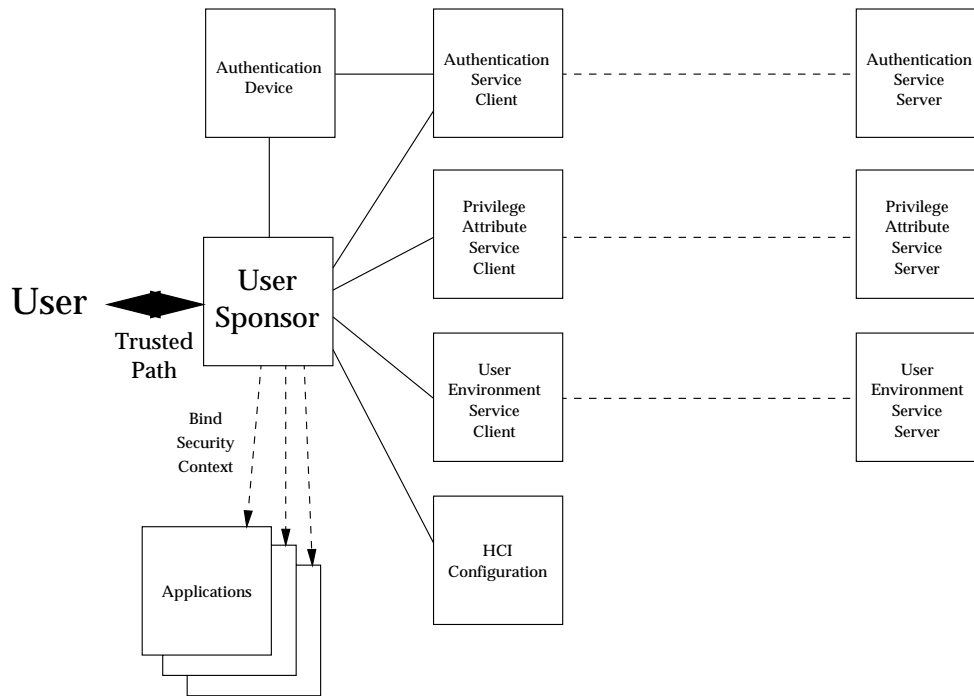 Authentication
Device
Authentication
Service
Client
Authentication
Service
Server
Privilege
Attribute
Service
Client
Privilege
Attribute
Service
Server
User
Trusted
Path
User
Sponsor
User
Environment
Service
Client
User
Environment
Service
Server
Bind
Security
Context
HCI
Configuration
Applications